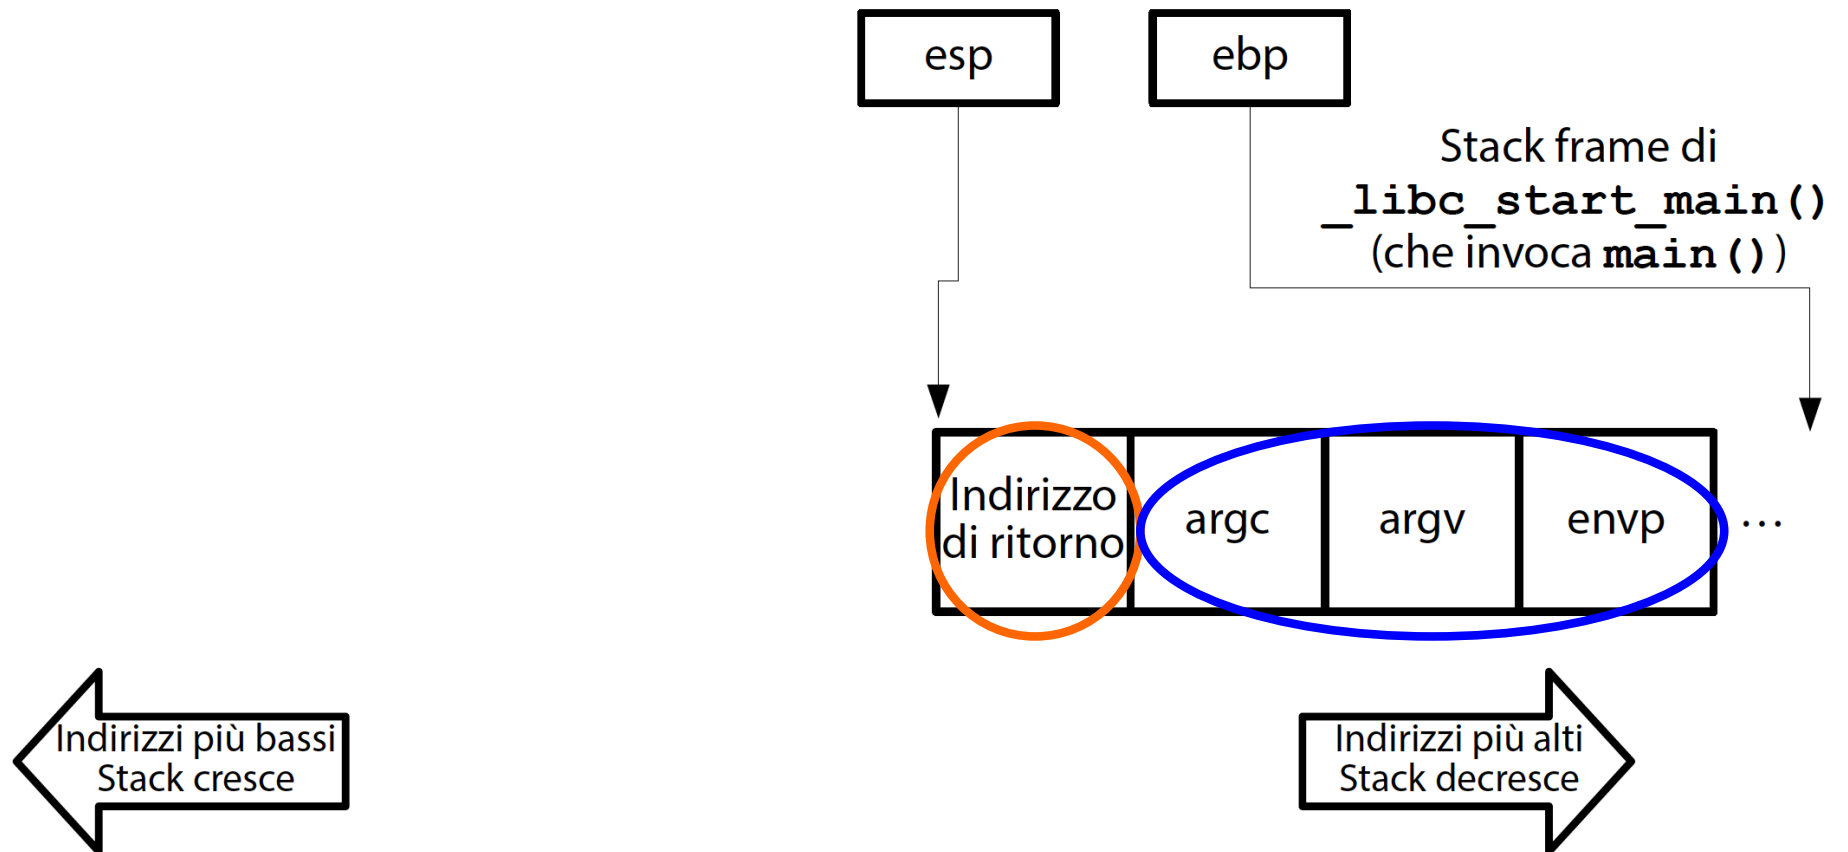 esp
ebp
Stack frame di
_libc_start_main()
(che invoca main())
Indirizzo
di ritorno
argc
argv
envp
...
Indirizzi più bassi
Stack cresce
Indirizzi più alti
Stack decresce